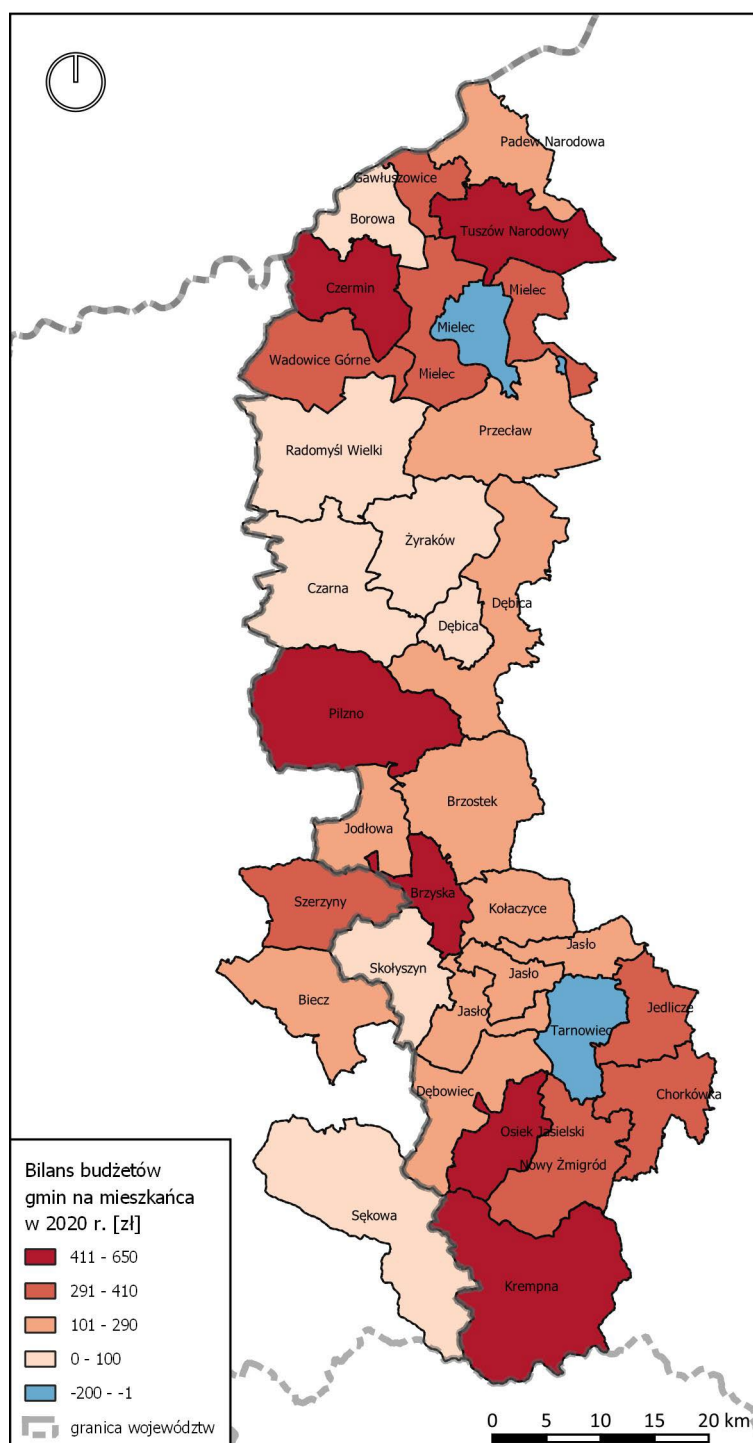 Padew Narodowa
Gawłuszowice
Borowa
Tuszów Narodowy
Czermin
Mielec
Mielec
Wadowice Górne
Mielec
Przecław
Radomyśl Wielki
Żyraków
Czarna
Dębica
Dębica
Pilzno
Brzostek
Jodłowa
Brzyska
Szerzyny
Kołaczyce
Jasło
Skołyszyn
Jasło
Biecz
Jasło
Jedlicze
Tarnowiec
Dębowiec
Chorkówka
Osiek Jasielski
Nowy Żmigród
Sękowa
Krempna
Bilans budżetów
gmin na mieszkańca
w 2020 r. [zł]
411 - 650
291 - 410
101 - 290
0 - 100
-200 - -1
granica województw
0 5 10 15 20 km